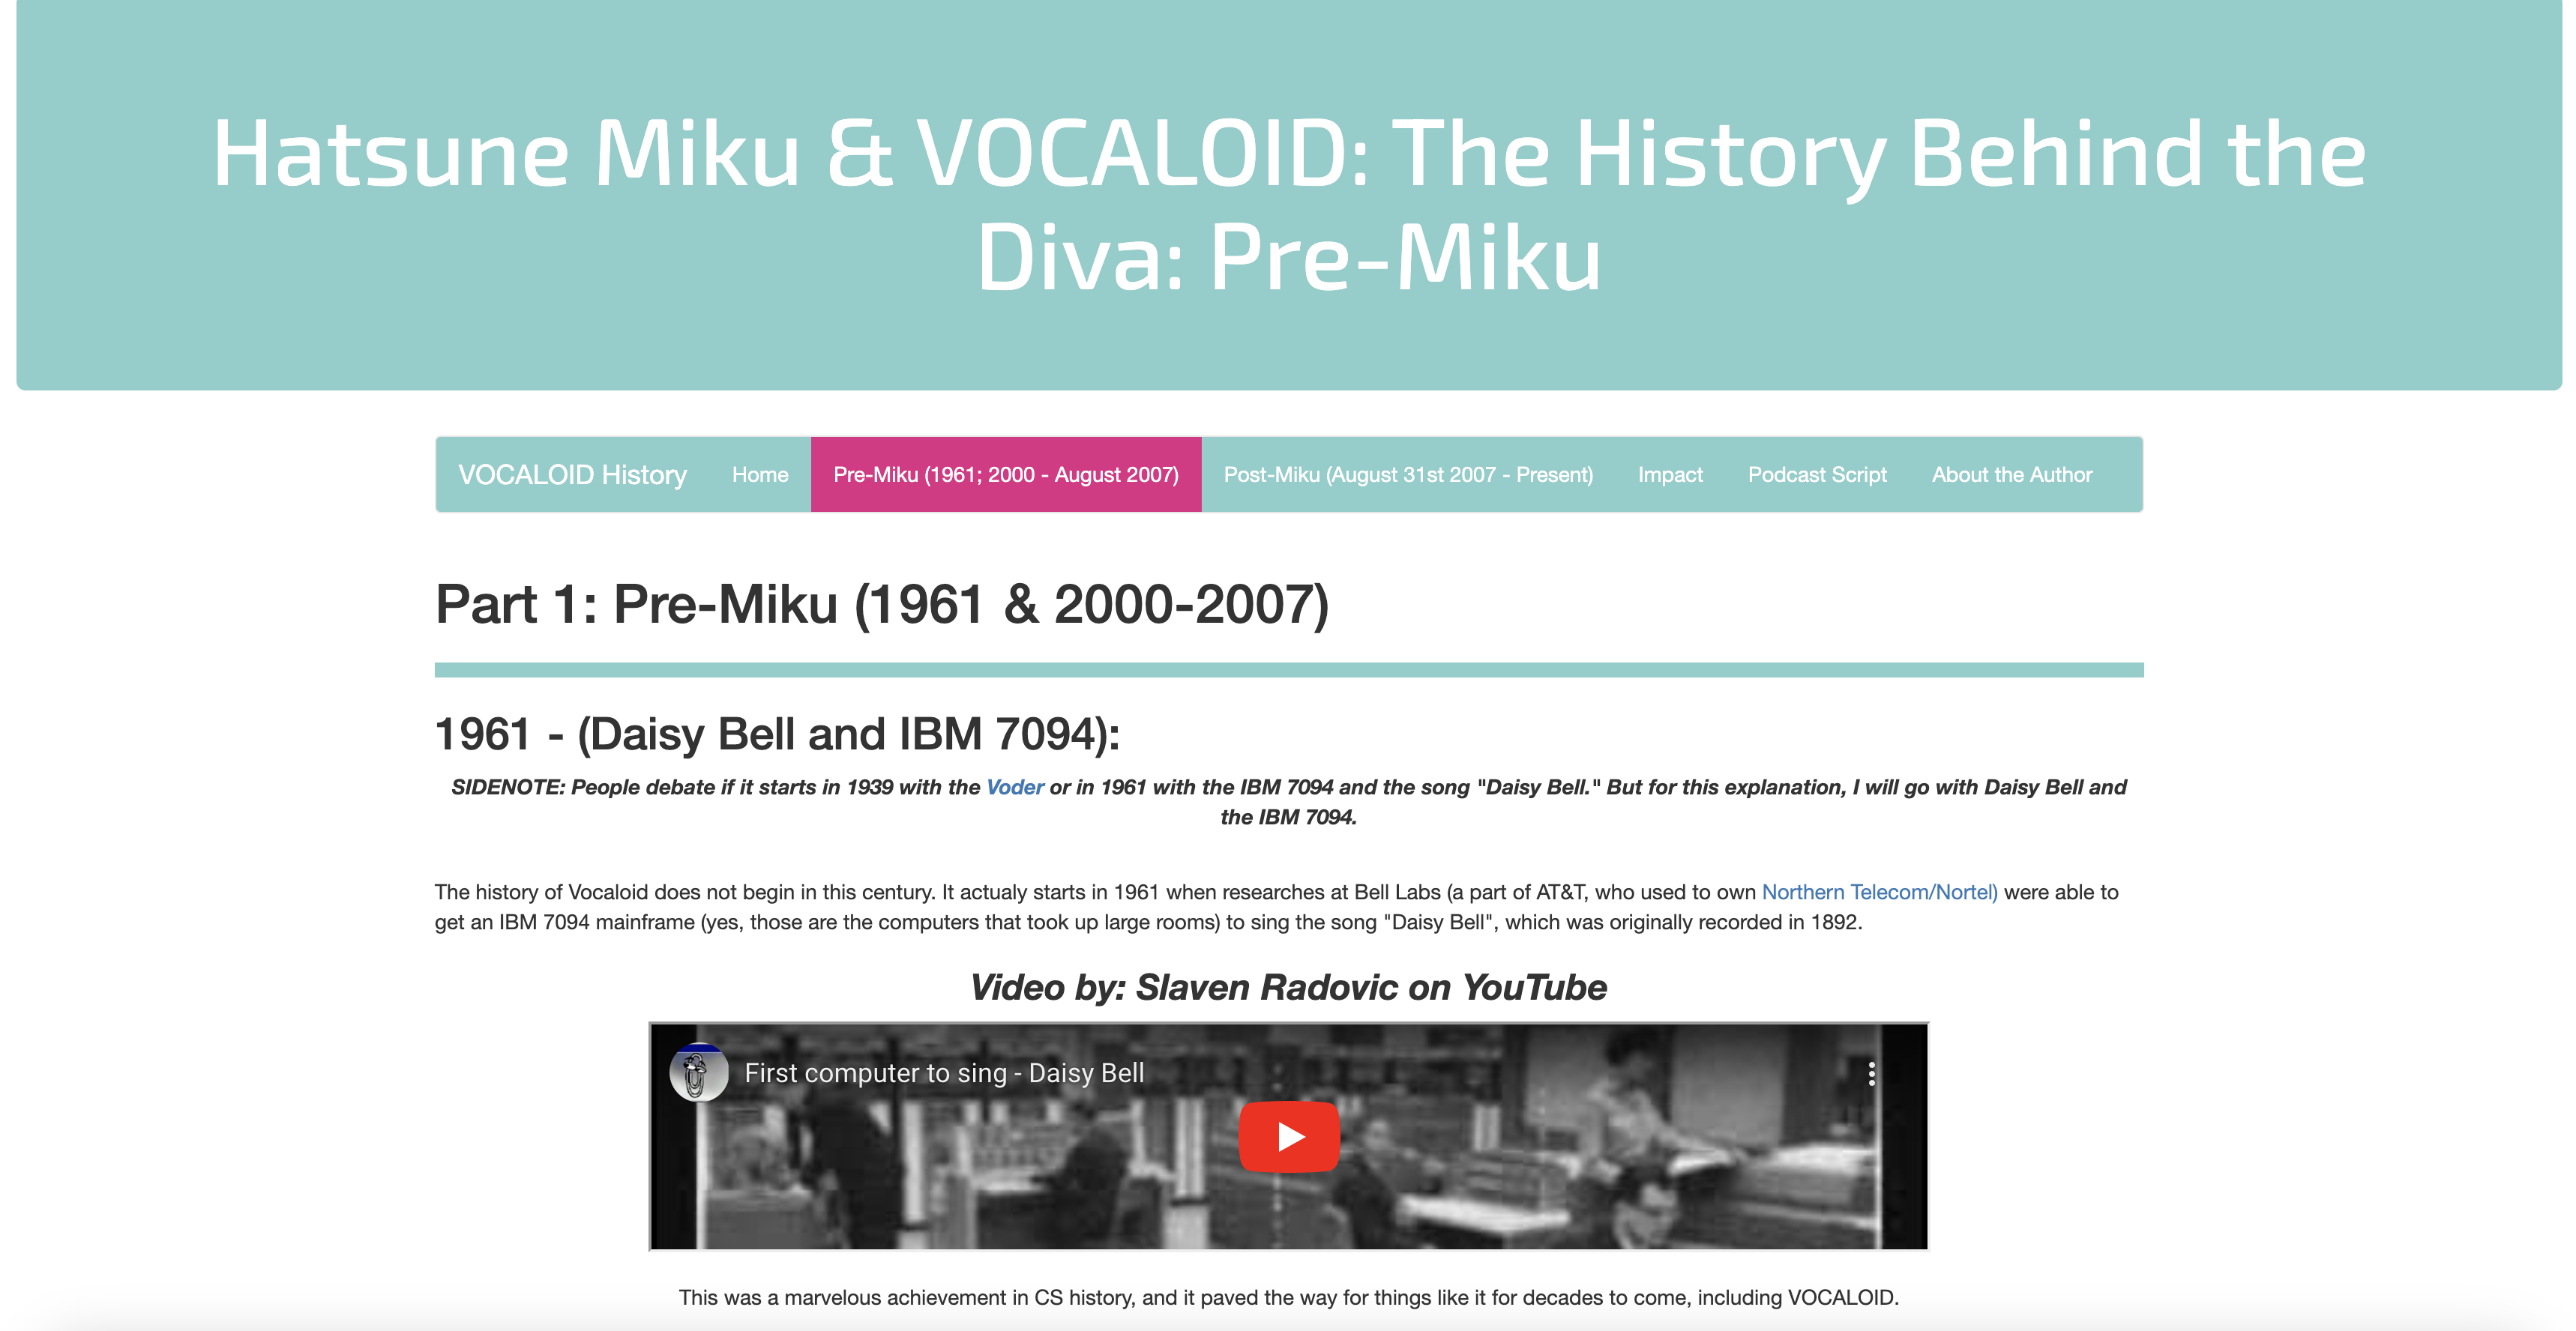 Hatsune Miku & VOCALOID: The History Behind the
Diva: Pre-Miku
VOCALOID History Home Pre-Miku (1961; 2000 - August 2007) Post-Miku (August 31st 2007 - Present) Impact Podcast Script About the Author
Part 1: Pre-Miku (1961 & 2000-2007)
1961 - (Daisy Bell and IBM 7094):
SIDENOTE: People debate if it starts in 1939 with the Voder or in 1961 with the IBM 7094 and the song "Daisy Bell." But for this explanation, I will go with Daisy Bell and
the IBM 7094.
The history of Vocaloid does not begin in this century. It actualy starts in 1961 when researches at Bell Labs (a part of AT&T, who used to own Northern Telecom/Nortel) were able to
get an IBM 7094 mainframe (yes, those are the computers that took up large rooms) to sing the song "Daisy Bell", which was originally recorded in 1892.
Video by: Slaven Radovic on YouTube
First computer to sing - Daisy Bell
This was a marvelous achievement in CS history, and it paved the way for things like it for decades to come, including VOCALOID.